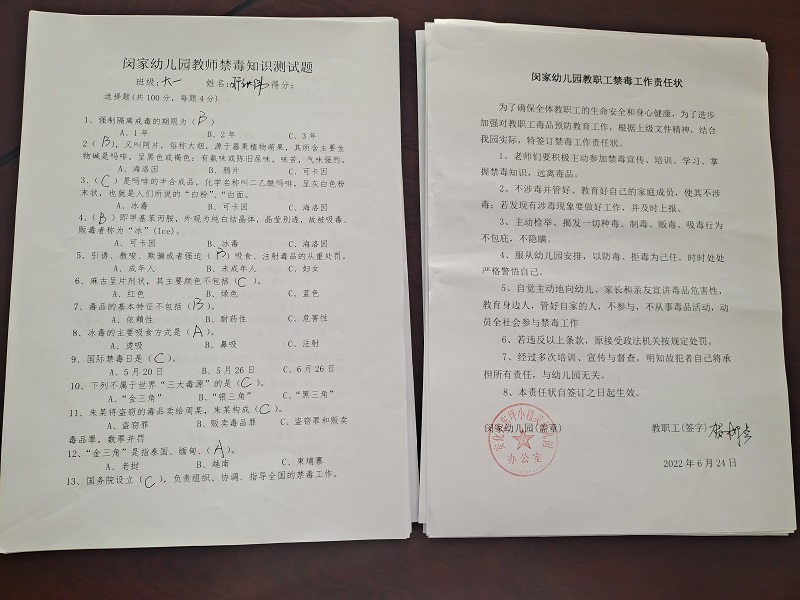 闵家幼儿园教师禁毒知识测试题
班级：大一 姓名： 得分：
选择题（共100分，每题4分）
1、强制隔离戒毒的期限为（B）
A、1年 B、2年 C、3年
2（B），又叫阿片，俗称大烟，源于罂果植物蒴果，其所含主要生
物碱是吗啡，呈黑色或褐色；有氨味或陈旧尿味，味苦，气味强烈。
A、海洛因 B、鸦片 C、可卡因
3、（C）是吗啡的半合成品，化学名称叫二乙酰吗啡，呈灰白色粉
末状，也就是人们所说的“白粉”、“白面。
A、冰毒 B、可卡因 C、海洛因
4、（B）即甲基苯丙胺，外观为纯白结晶体，晶莹剔透，故被吸毒、
贩毒者称为“冰”（Ice）。
A、可卡因 B、冰毒 C、海洛因
5、引诱、教唆、欺骗或者强迫（B）吸食、注射毒品的从重处罚。
A、成年人 B、未成年人 C、妇女
6、麻古呈片剂状，其主要颜色不包括（C）。
A、红色 B、绿色 C、蓝色
7、毒品的基本特征不包括（B）。
A、依赖性 B、耐药性 C、危害性
8、冰毒的主要吸食方式是（A）。
A、烫吸 B、鼻吸 C、注射
9、国际禁毒日是（C）。
A、5月20日 B、5月26日 C、6月26日
10、下列不属于世界“三大毒源”的是（C）。
A、“金三角” B、“银三角” C、“黑三角”
11、朱某将盗窃的毒品卖给周某，朱某构成（C）。
A、盗窃罪 B、贩卖毒品罪 C、盗窃罪和贩卖
毒品罪，数罪并罚
12、“金三角”是指泰国、缅甸、（A）。
A、老挝 B、越南 C、柬埔寨
13、国务院设立（C），负责组织、协调、指导全国的禁毒工作。
闵家幼儿园教职工禁毒工作责任状
为了确保全体教职工的生命安全和身心健康，为了进步
加强对教职工毒品预防教育工作，根据上级文件精神，结合
我园实际，特签订禁毒工作责任状。
1、老师们要积极主动参加禁毒宣传、培训、学习、掌
握禁毒知识，远离毒品。
2、不涉毒并管好、教育好自己的家庭成员，使其不涉
毒；若发现有涉毒现象要做好工作，并及时上报。
3、主动检举、揭发一切种毒、制毒、贩毒、吸毒行为
不包庇，不隐瞒。
4、服从幼儿园安排，以防毒、拒毒为己任，时时处处
严格警悟自己。
5、自觉主动地向幼儿、家长和亲友宣讲毒品危害性，
教育身边人，管好自家的人，不参与，不从事毒品活动，动
员全社会参与禁毒工作
6、若违反以上条款，原接受政法机关按规定处罚。
7、经过多次培训、宣传与督查，明知故犯者自己将承
担所有责任，与幼儿园无关。
8、本责任状自签订之日起生效。
闵家幼儿园(盖章) 教职工(签字)
办公室
2022年6月24日